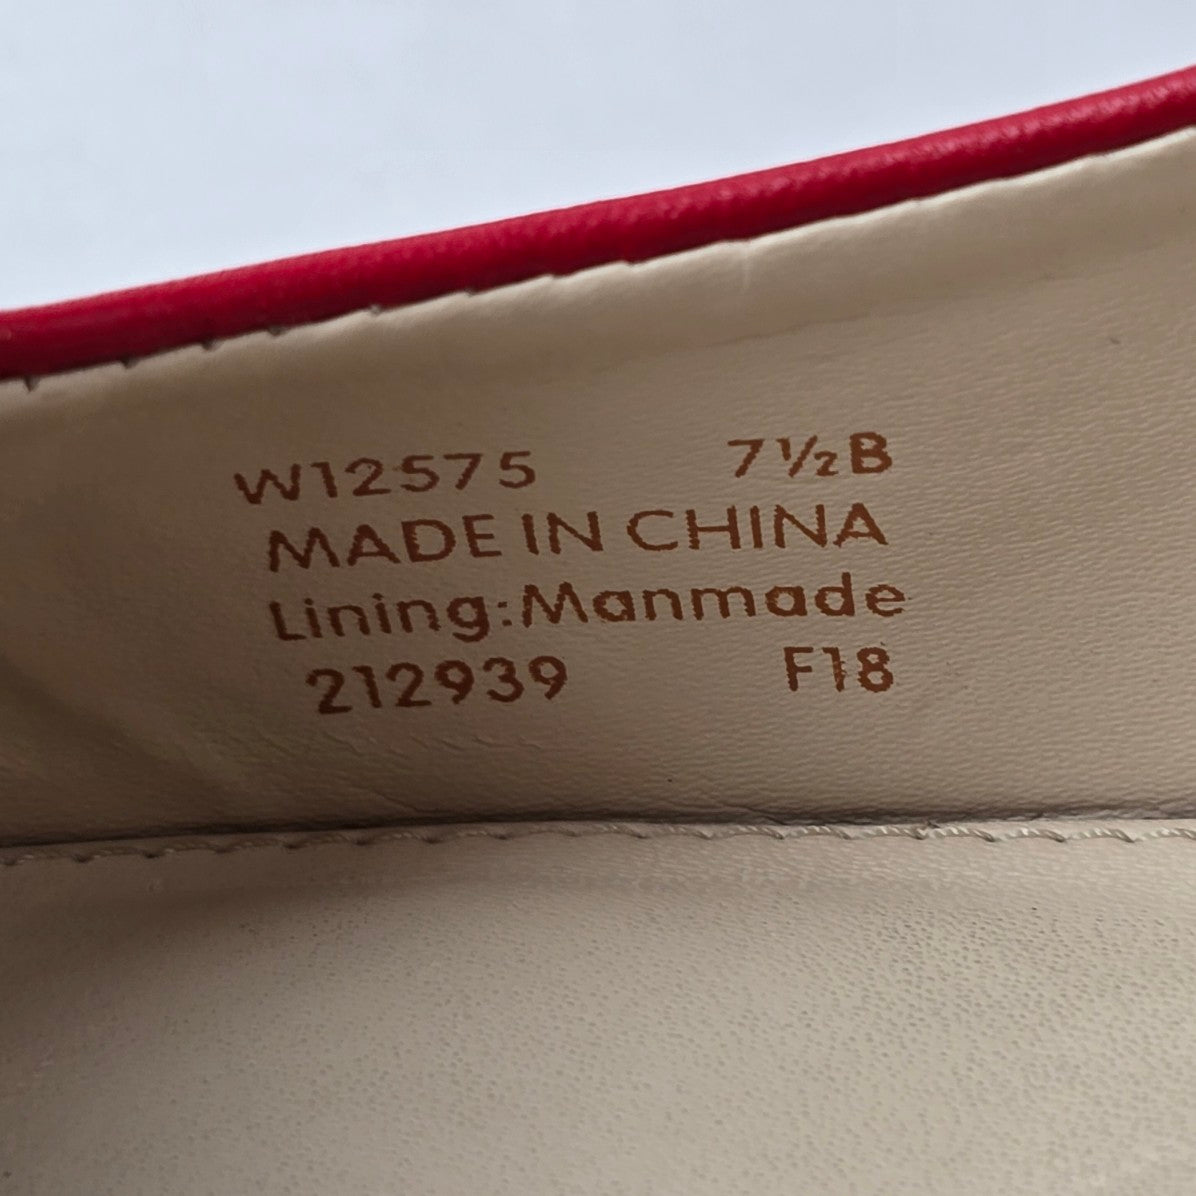 W12575 7½B
MADE IN CHINA
Lining:Manmade
212939 F18